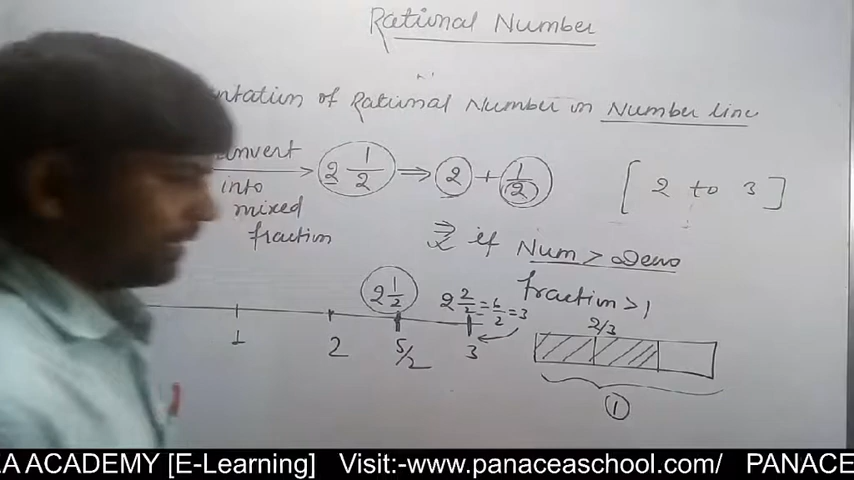 Rational Number
ntation of Rational Number in Number line
convert
into
mixed
fraction
2 1/2 ⇒ 2 + 1/2
[ 2 to 3 ]
⇒ if Num > Deno
fraction > 1
2 1/2
2 2/2 = 6/2 = 3
2/3
1
2
5/2
3
1
A ACADEMY [E-Learning] Visit:-www.panaceaschool.com/ PANACE